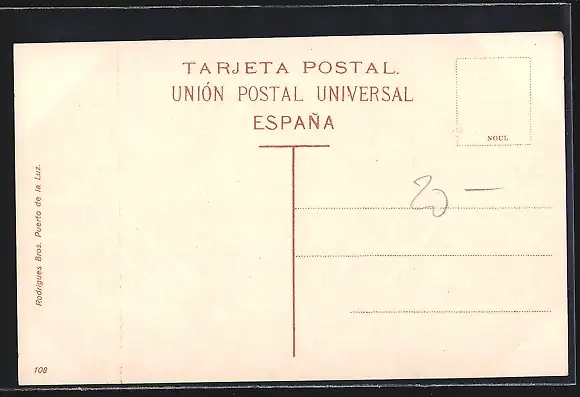 TARJETA POSTAL.
UNIÓN POSTAL UNIVERSAL
ESPAÑA
NOUL
20 —
Rodrigues Bros. Puerto de la Luz.
108